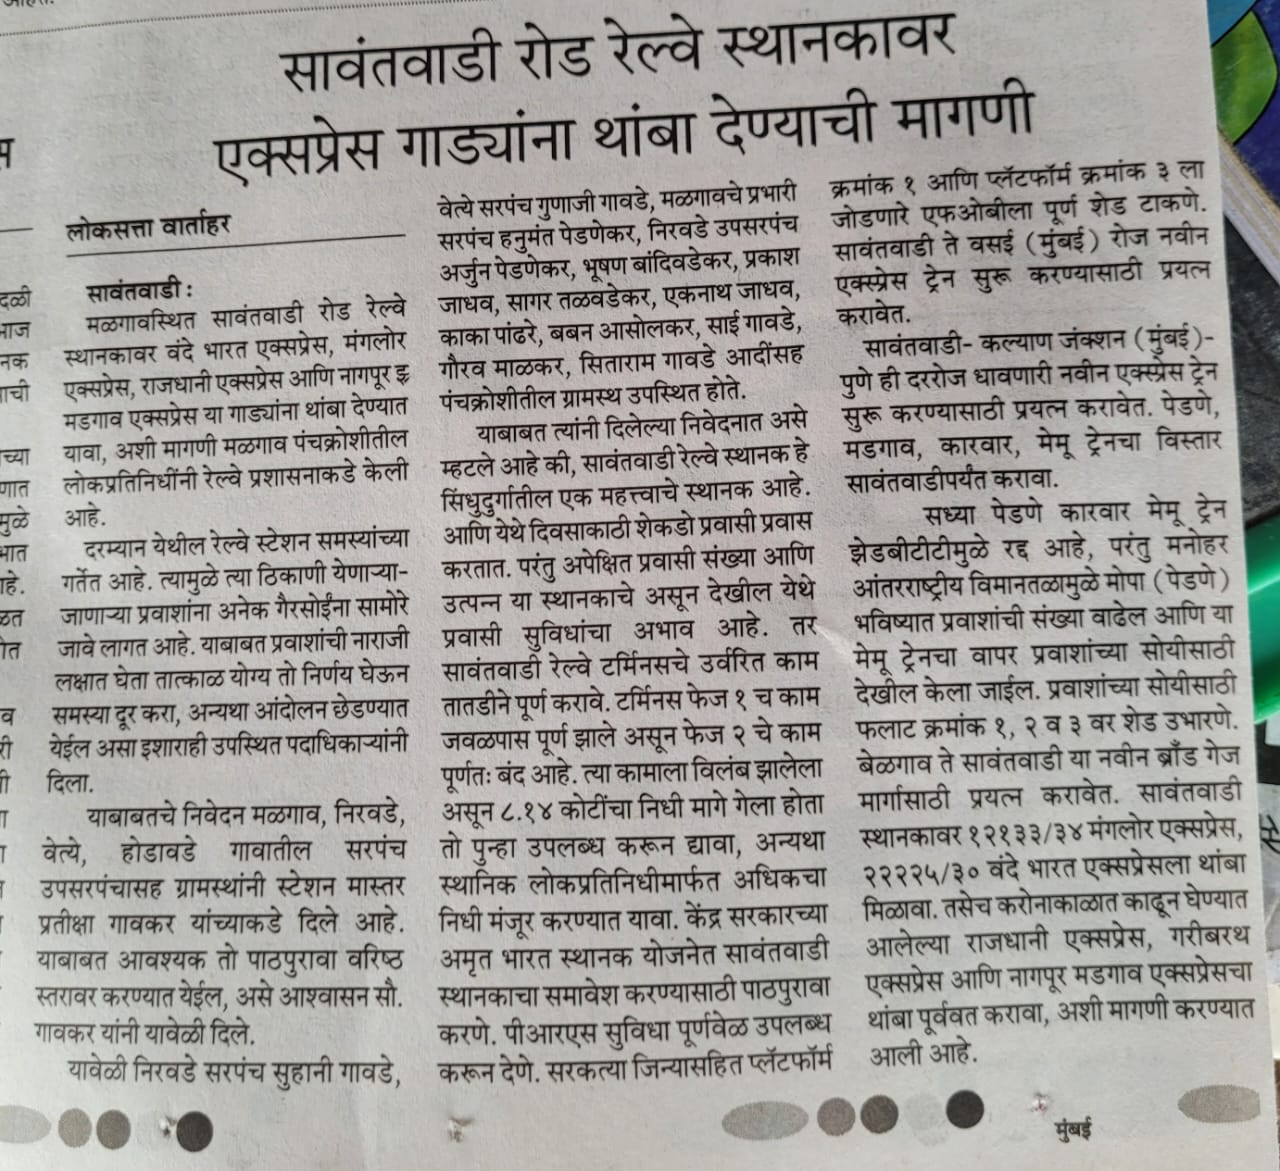 सावंतवाडी रोड रेल्वे स्थानकावर
एक्सप्रेस गाड्यांना थांबा देण्याची मागणी
लोकसत्ता वार्ताहर
सावंतवाडी :
मळगावस्थित सावंतवाडी रोड रेल्वे
स्थानकावर वंदे भारत एक्सप्रेस, मंगलोर
एक्सप्रेस, राजधानी एक्सप्रेस आणि नागपूर झ्र
मडगाव एक्सप्रेस या गाड्यांना थांबा देण्यात
यावा, अशी मागणी मळगाव पंचक्रोशीतील
लोकप्रतिनिधींनी रेल्वे प्रशासनाकडे केली
आहे.
दरम्यान येथील रेल्वे स्टेशन समस्यांच्या
गर्तेत आहे. त्यामुळे त्या ठिकाणी येणाऱ्या-
जाणाऱ्या प्रवाशांना अनेक गैरसोईंना सामोरे
जावे लागत आहे. याबाबत प्रवाशांची नाराजी
लक्षात घेता तात्काळ योग्य तो निर्णय घेऊन
समस्या दूर करा, अन्यथा आंदोलन छेडण्यात
येईल असा इशाराही उपस्थित पदाधिकाऱ्यांनी
दिला.
याबाबतचे निवेदन मळगाव, निरवडे,
वेत्ये, होडावडे गावातील सरपंच
उपसरपंचासह ग्रामस्थांनी स्टेशन मास्तर
प्रतीक्षा गावकर यांच्याकडे दिले आहे.
याबाबत आवश्यक तो पाठपुरावा वरिष्ठ
स्तरावर करण्यात येईल, असे आश्वासन सौ.
गावकर यांनी यावेळी दिले.
यावेळी निरवडे सरपंच सुहानी गावडे,
वेत्ये सरपंच गुणाजी गावडे, मळगावचे प्रभारी
सरपंच हनुमंत पेडणेकर, निरवडे उपसरपंच
अर्जुन पेडणेकर, भूषण बांदिवडेकर, प्रकाश
जाधव, सागर तळवडेकर, एकनाथ जाधव,
काका पांढरे, बबन आसोलकर, साई गावडे,
गौरव माळकर, सिताराम गावडे आदींसह
पंचक्रोशीतील ग्रामस्थ उपस्थित होते.
याबाबत त्यांनी दिलेल्या निवेदनात असे
म्हटले आहे की, सावंतवाडी रेल्वे स्थानक हे
सिंधुदुर्गातील एक महत्त्वाचे स्थानक आहे.
आणि येथे दिवसाकाठी शेकडो प्रवासी प्रवास
करतात. परंतु अपेक्षित प्रवासी संख्या आणि
उत्पन्न या स्थानकाचे असून देखील येथे
प्रवासी सुविधांचा अभाव आहे. तर
सावंतवाडी रेल्वे टर्मिनसचे उर्वरित काम
तातडीने पूर्ण करावे. टर्मिनस फेज १ च काम
जवळपास पूर्ण झाले असून फेज २ चे काम
पूर्णतः बंद आहे. त्या कामाला विलंब झालेला
असून ८.१४ कोटींचा निधी मागे गेला होता
तो पुन्हा उपलब्ध करून द्यावा, अन्यथा
स्थानिक लोकप्रतिनिधीमार्फत अधिकचा
निधी मंजूर करण्यात यावा. केंद्र सरकारच्या
अमृत भारत स्थानक योजनेत सावंतवाडी
स्थानकाचा समावेश करण्यासाठी पाठपुरावा
करणे. पीआरएस सुविधा पूर्णवेळ उपलब्ध
करून देणे. सरकत्या जिन्यासहित प्लॅटफॉर्म
क्रमांक १ आणि प्लॅटफॉर्म क्रमांक ३ ला
जोडणारे एफओबीला पूर्ण शेड टाकणे.
सावंतवाडी ते वसई (मुंबई) रोज नवीन
एक्स्प्रेस ट्रेन सुरू करण्यासाठी प्रयत्न
करावेत.
सावंतवाडी- कल्याण जंक्शन (मुंबई)-
पुणे ही दररोज धावणारी नवीन एक्स्प्रेस ट्रेन
सुरू करण्यासाठी प्रयत्न करावेत. पेडणे,
मडगाव, कारवार, मेमू ट्रेनचा विस्तार
सावंतवाडीपर्यंत करावा.
सध्या पेडणे कारवार मेमू ट्रेन
झेडबीटीटीमुळे रद्द आहे, परंतु मनोहर
आंतरराष्ट्रीय विमानतळामुळे मोपा (पेडणे)
भविष्यात प्रवाशांची संख्या वाढेल आणि या
मेमू ट्रेनचा वापर प्रवाशांच्या सोयीसाठी
देखील केला जाईल. प्रवाशांच्या सोयीसाठी
फलाट क्रमांक १, २ व ३ वर शेड उभारणे.
बेळगाव ते सावंतवाडी या नवीन ब्रॉड गेज
मार्गासाठी प्रयत्न करावेत. सावंतवाडी
स्थानकावर १२१३३/३४ मंगलोर एक्सप्रेस,
२२२२५/३० वंदे भारत एक्सप्रेसला थांबा
मिळावा. तसेच करोनाकाळात काढून घेण्यात
आलेल्या राजधानी एक्सप्रेस, गरीबरथ
एक्सप्रेस आणि नागपूर मडगाव एक्सप्रेसचा
थांबा पूर्ववत करावा, अशी मागणी करण्यात
आली आहे.
मुंबई